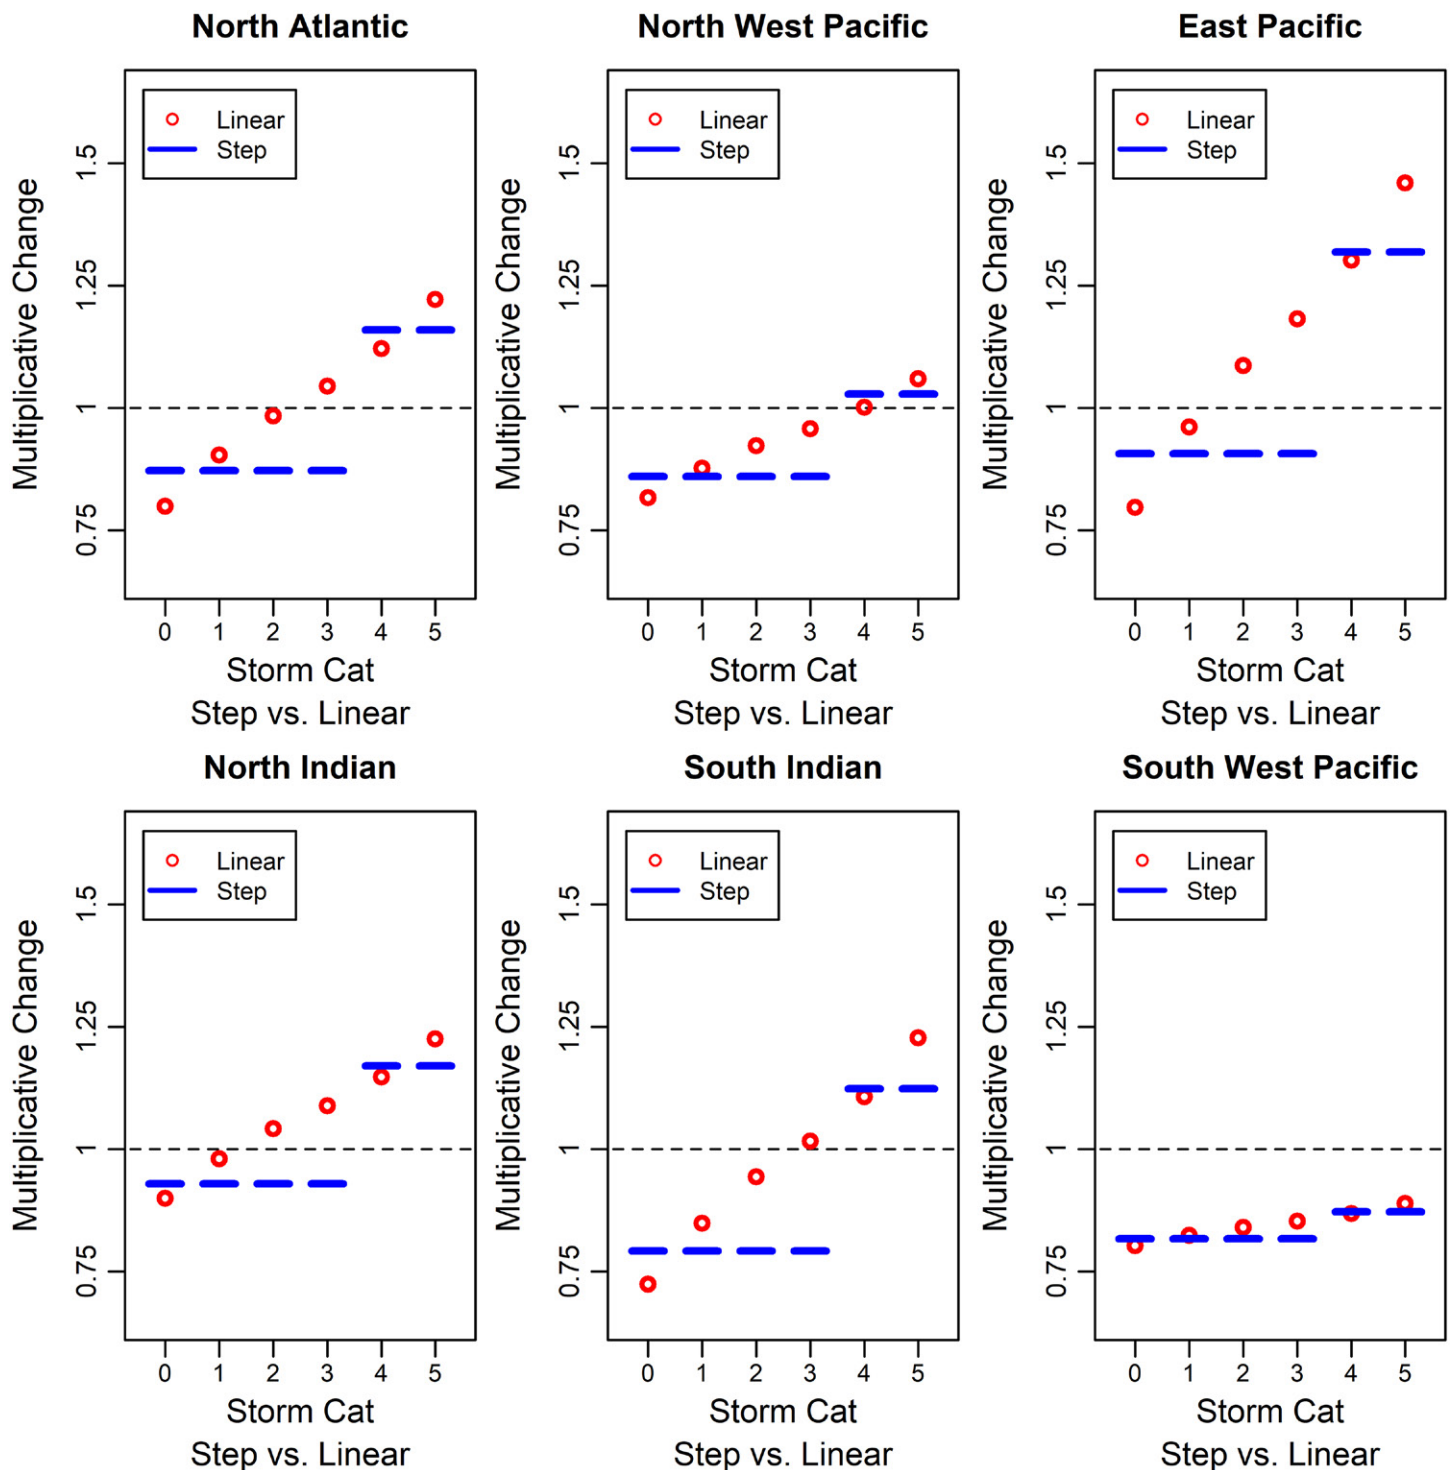 North Atlantic
Linear
Step
Multiplicative Change
1.5
1.25
1
0.75
0 1 2 3 4 5
Storm Cat
Step vs. Linear
North West Pacific
Linear
Step
Multiplicative Change
1.5
1.25
1
0.75
0 1 2 3 4 5
Storm Cat
Step vs. Linear
East Pacific
Linear
Step
Multiplicative Change
1.5
1.25
1
0.75
0 1 2 3 4 5
Storm Cat
Step vs. Linear
North Indian
Linear
Step
Multiplicative Change
1.5
1.25
1
0.75
0 1 2 3 4 5
Storm Cat
Step vs. Linear
South Indian
Linear
Step
Multiplicative Change
1.5
1.25
1
0.75
0 1 2 3 4 5
Storm Cat
Step vs. Linear
South West Pacific
Linear
Step
Multiplicative Change
1.5
1.25
1
0.75
0 1 2 3 4 5
Storm Cat
Step vs. Linear